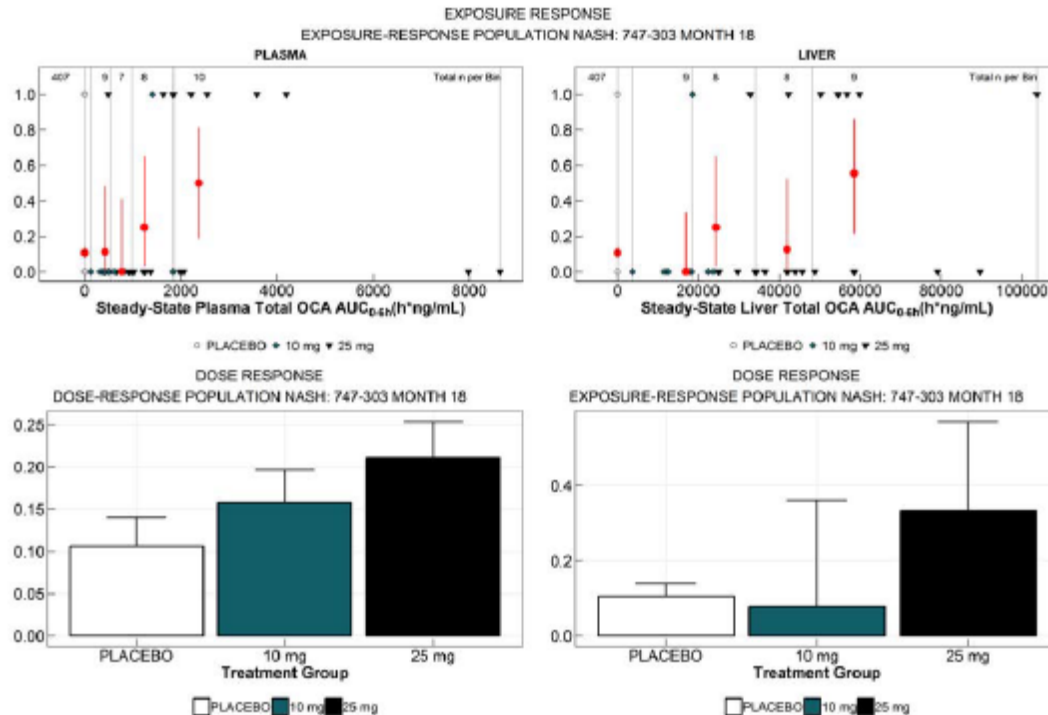 EXPOSURE RESPONSE
EXPOSURE-RESPONSE POPULATION NASH: 747-303 MONTH 18
PLASMA
407 9 7 8 10 Total n per Bin
1.0
0.8
0.6
0.4
0.2
0.0
0 2000 4000 6000 8000
Steady-State Plasma Total OCA AUC0-6h(h*ng/mL)
PLACEBO 10 mg 25 mg
LIVER
407 9 8 8 9 Total n per Bin
1.0
0.8
0.6
0.4
0.2
0.0
0 20000 40000 60000 80000 100000
Steady-State Liver Total OCA AUC0-6h(h*ng/mL)
PLACEBO 10 mg 25 mg
DOSE RESPONSE
DOSE-RESPONSE POPULATION NASH: 747-303 MONTH 18
0.25
0.20
0.15
0.10
0.05
0.00
PLACEBO 10 mg 25 mg
Treatment Group
PLACEBO 10 mg 25 mg
DOSE RESPONSE
EXPOSURE-RESPONSE POPULATION NASH: 747-303 MONTH 18
0.4
0.2
0.0
PLACEBO 10 mg 25 mg
Treatment Group
PLACEBO 10 mg 25 mg